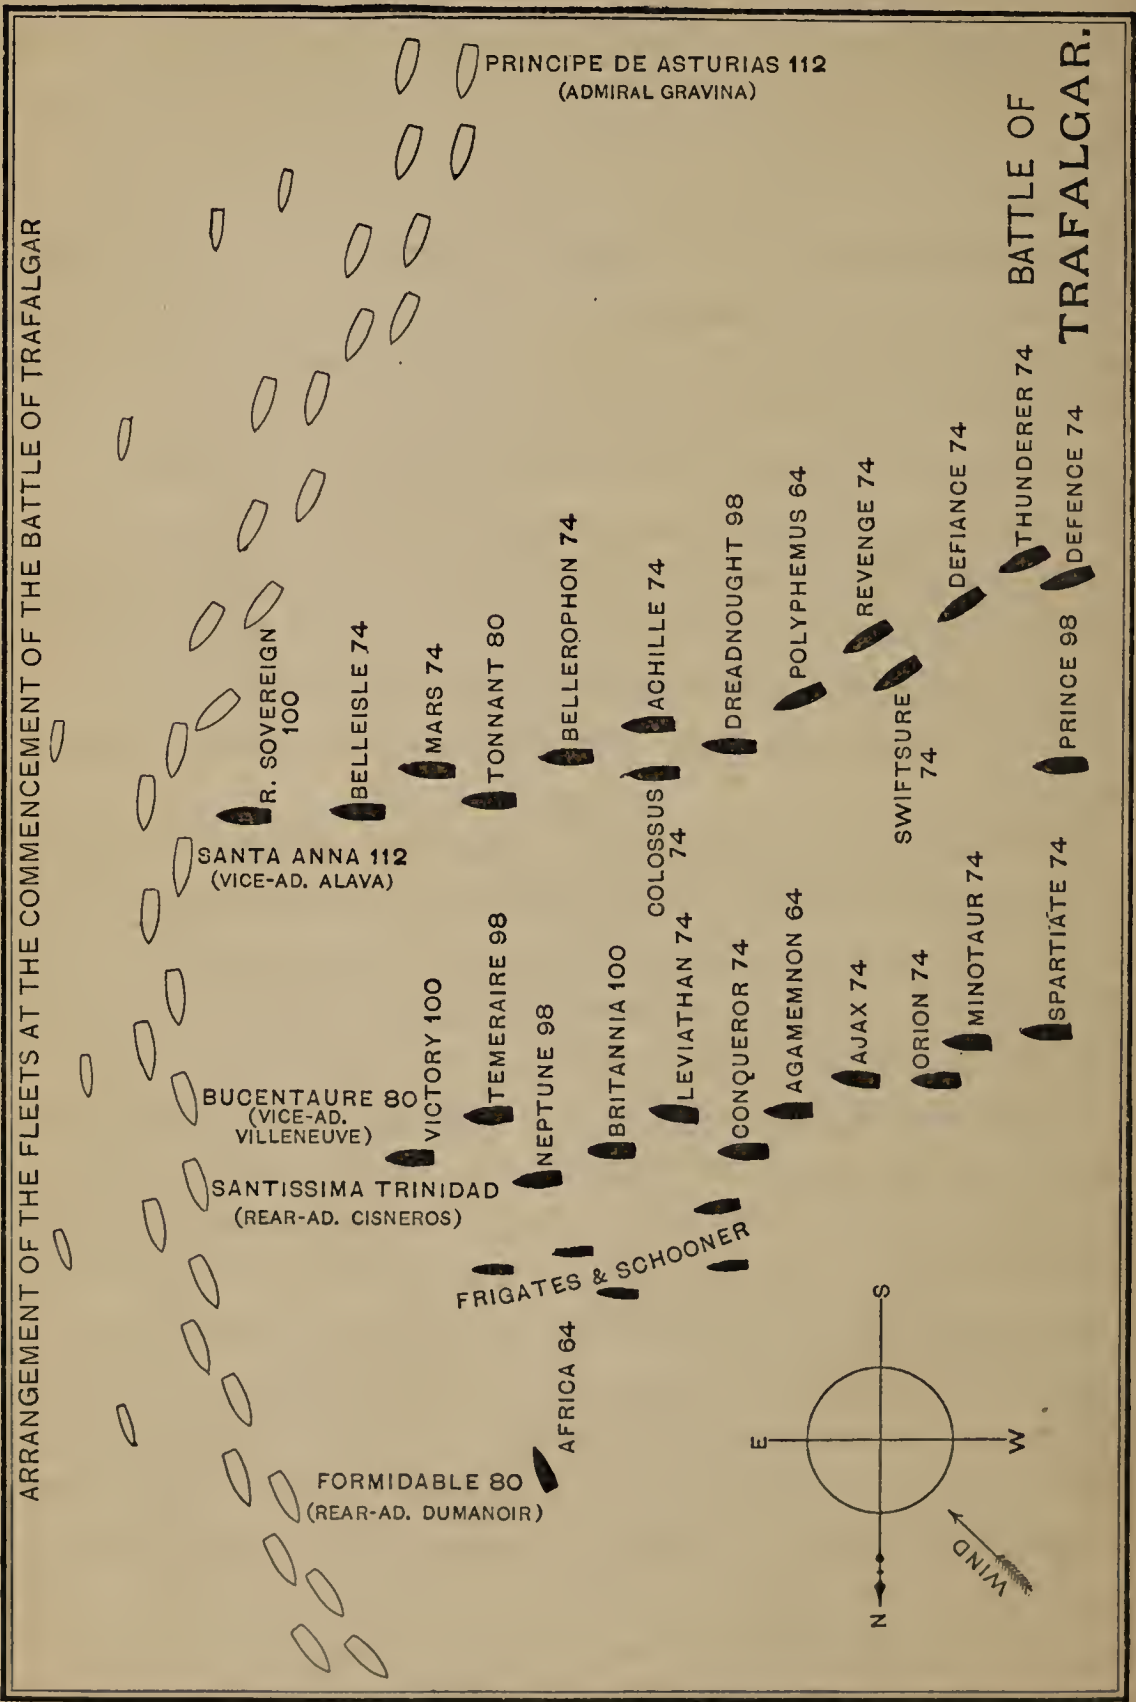 ARRANGEMENT OF THE FLEETS AT THE COMMENCEMENT OF THE BATTLE OF TRAFALGAR
PRINCIPE DE ASTURIAS 112
(ADMIRAL GRAVINA)
BATTLE OF
TRAFALGAR.
R. SOVEREIGN
100
BELLEISLE 74
MARS 74
TONNANT 80
BELLEROPHON 74
ACHILLE 74
COLOSSUS
74
DREADNOUGHT 98
POLYPHEMUS 64
REVENGE 74
SWIFTSURE
74
DEFIANCE 74
THUNDERER 74
DEFENCE 74
PRINCE 98
SANTA ANNA 112
(VICE-AD. ALAVA)
BUCENTAURE 80
(VICE-AD.
VILLENEUVE)
SANTISSIMA TRINIDAD
(REAR-AD. CISNEROS)
VICTORY 100
TEMERAIRE 98
NEPTUNE 98
BRITANNIA 100
LEVIATHAN 74
CONQUEROR 74
AGAMEMNON 64
AJAX 74
ORION 74
MINOTAUR 74
SPARTIATE 74
FRIGATES & SCHOONER
AFRICA 64
FORMIDABLE 80
(REAR-AD. DUMANOIR)
S
E
W
N
WIND